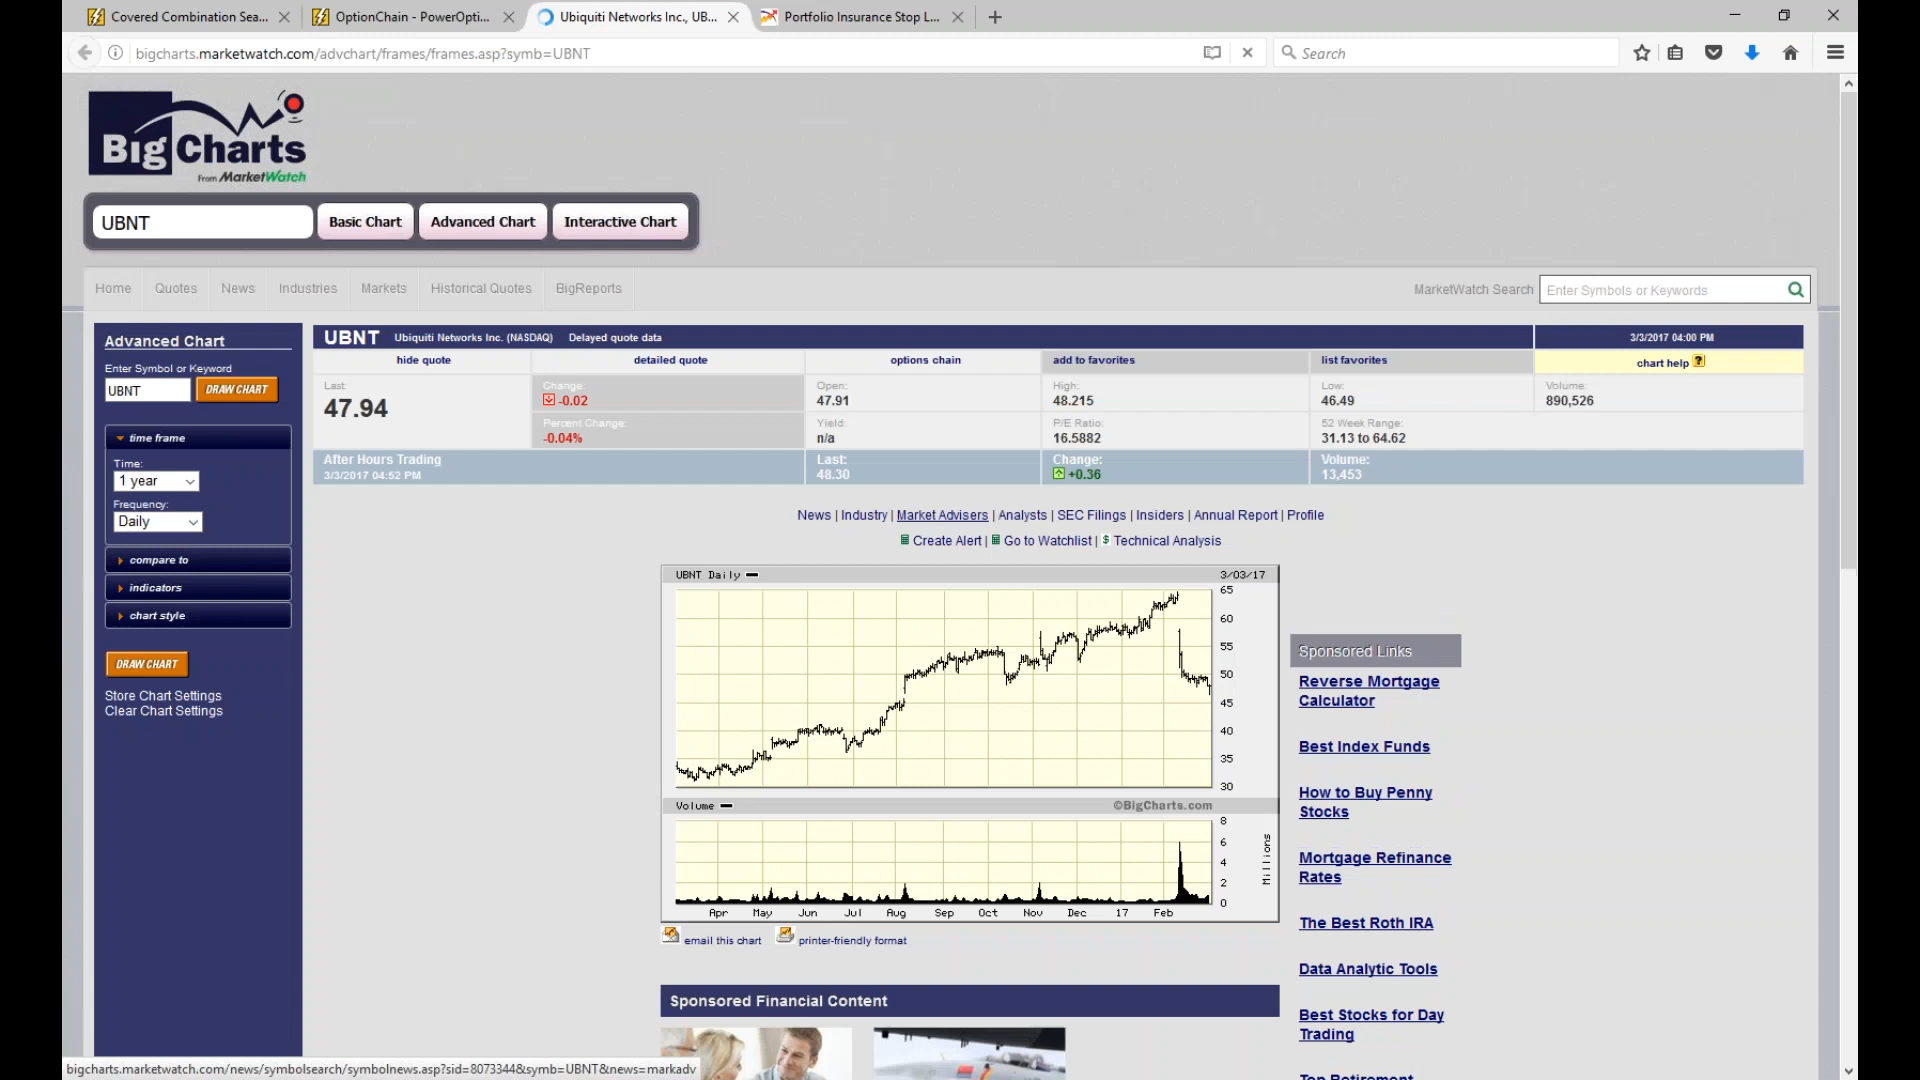 Covered Combination Sea...
OptionChain - PowerOpti...
Ubiquiti Networks Inc., UB...
Portfolio Insurance Stop L...
bigcharts.marketwatch.com/advchart/frames/frames.asp?symb=UBNT
Search
BigCharts
From MarketWatch
UBNT
Basic Chart
Advanced Chart
Interactive Chart
Home
Quotes
News
Industries
Markets
Historical Quotes
BigReports
MarketWatch Search
Enter Symbols or Keywords
Advanced Chart
Enter Symbol or Keyword
UBNT
DRAW CHART
time frame
Time:
1 year
Frequency:
Daily
compare to
indicators
chart style
DRAW CHART
Store Chart Settings
Clear Chart Settings
UBNT Ubiquiti Networks Inc. (NASDAQ) Delayed quote data 3/3/2017 04:00 PM
hide quote
detailed quote
options chain
add to favorites
list favorites
chart help ?
Last:
47.94
Change:
-0.02
Open:
47.91
High:
48.215
Low:
46.49
Volume:
890,526
Percent Change:
-0.04%
Yield:
n/a
P/E Ratio:
16.5882
52 Week Range:
31.13 to 64.62
After Hours Trading
3/3/2017 04:52 PM
Last:
48.30
Change:
+0.36
Volume:
13,453
News | Industry | Market Advisers | Analysts | SEC Filings | Insiders | Annual Report | Profile
Create Alert | Go to Watchlist | $ Technical Analysis
UBNT Daily 3/03/17
65
60
55
50
45
40
35
30
Volume ©BigCharts.com
8
6
4
2
0
Millions
Apr May Jun Jul Aug Sep Oct Nov Dec 17 Feb
email this chart
printer-friendly format
Sponsored Financial Content
Sponsored Links
Reverse Mortgage
Calculator
Best Index Funds
How to Buy Penny
Stocks
Mortgage Refinance
Rates
The Best Roth IRA
Data Analytic Tools
Best Stocks for Day
Trading
Top Retirement
bigcharts.marketwatch.com/news/symbolsearch/symbolnews.asp?sid=8073344&symb=UBNT&news=markadv